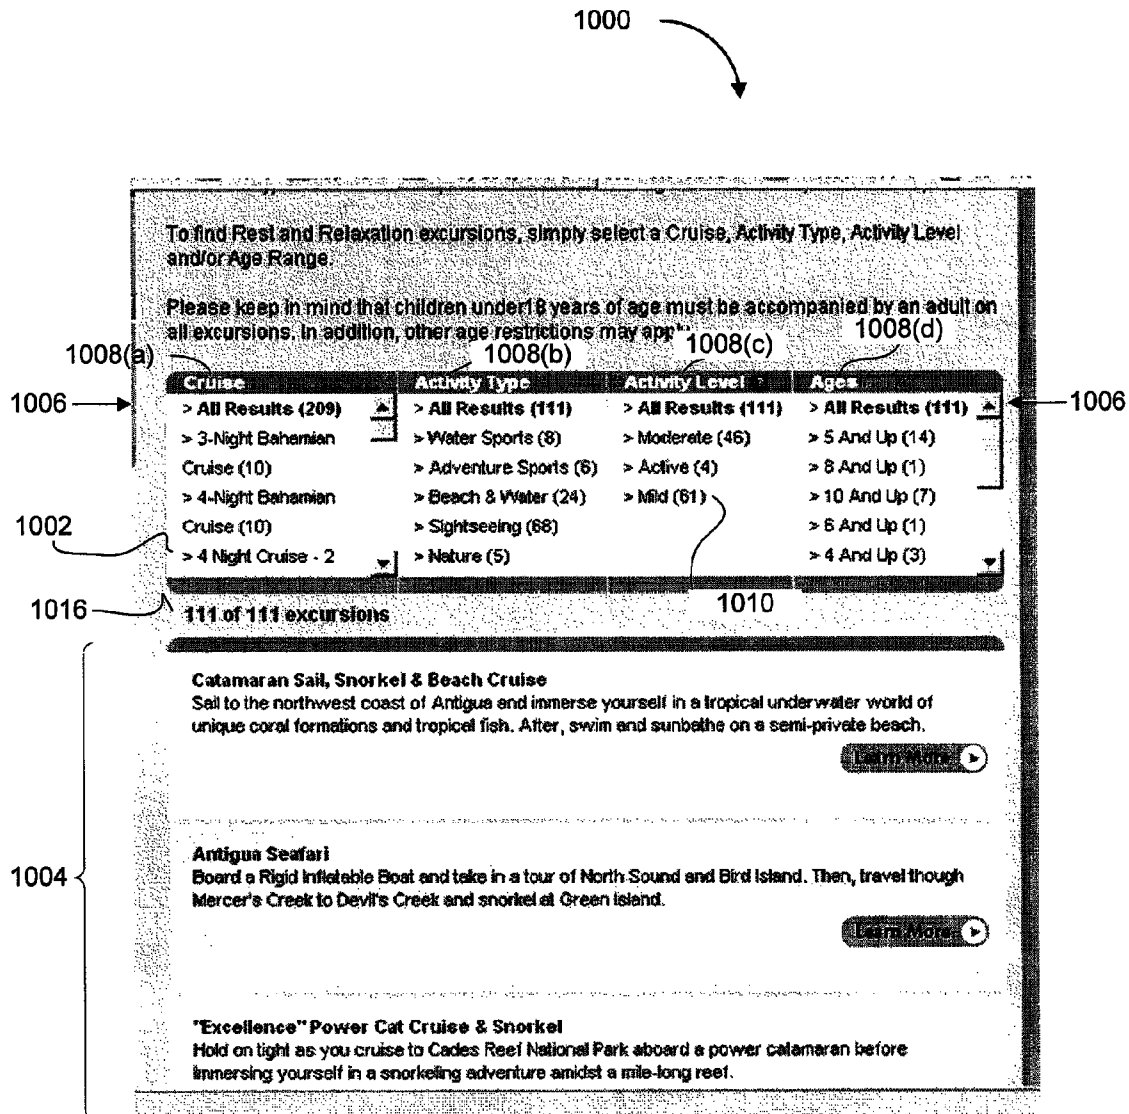 1000
To find Rest and Relaxation excursions, simply select a Cruise, Activity Type, Activity Level
and/or Age Range.
Please keep in mind that children under18 years of age must be accompanied by an adult on
all excursions. In addition, other age restrictions may
1008(a) 1008(b) 1008(c) 1008(d)
Cruise Activity Type Activity Level ? Ages
1006 > All Results (209) > All Results (111) > All Results (111) > All Results (111) 1006
> 3-Night Bahamian > Water Sports (8) > Moderate (46) > 5 And Up (14)
Cruise (10) > Adventure Sports (6) > Active (4) > 8 And Up (1)
> 4-Night Bahamian > Beach & Water (24) > Mild (61) > 10 And Up (7)
Cruise (10) > Sightseeing (68) > 6 And Up (1)
1002 > 4 Night Cruise - 2 > Nature (5) > 4 And Up (3)
1010
1016 111 of 111 excursions
1004
Catamaran Sail, Snorkel & Beach Cruise
Sail to the northwest coast of Antigua and immerse yourself in a tropical underwater world of
unique coral formations and tropical fish. After, swim and sunbathe on a semi-private beach.
Learn More
Antigua Seafari
Board a Rigid Inflatable Boat and take in a tour of North Sound and Bird Island. Then, travel though
Mercer's Creek to Devil's Creek and snorkel at Green Island.
Learn More
"Excellence" Power Cat Cruise & Snorkel
Hold on tight as you cruise to Cades Reef National Park aboard a power catamaran before
immersing yourself in a snorkeling adventure amidst a mile-long reef.